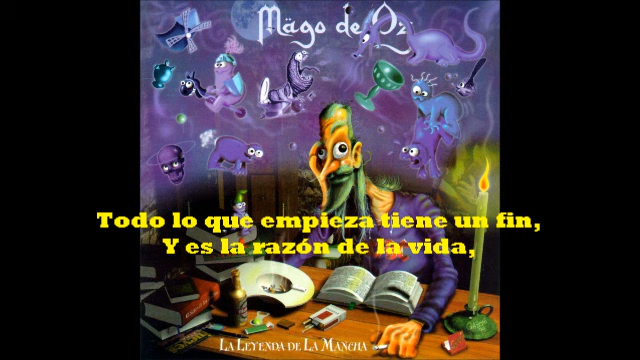 Mägo de Oz
Todo lo que empieza tiene un fin,
Y es la razón de la vida,
La Leyenda de La Mancha